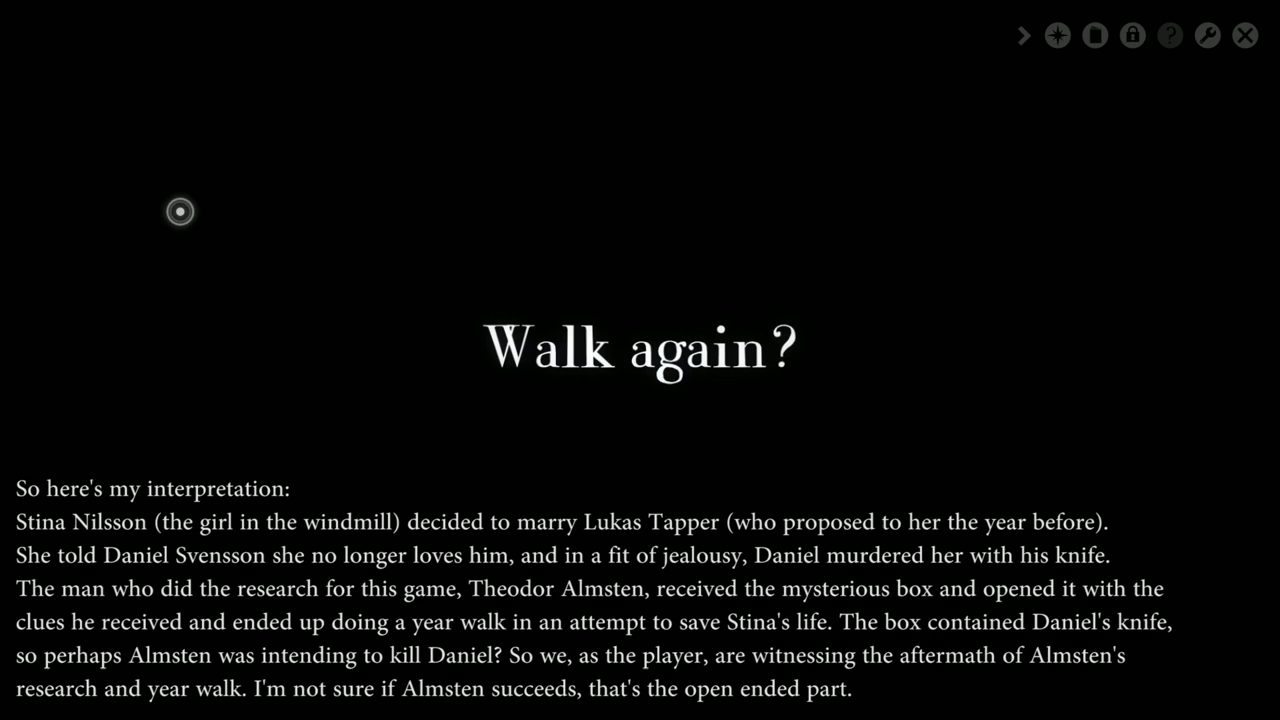 Walk again?
So here's my interpretation:
Stina Nilsson (the girl in the windmill) decided to marry Lukas Tapper (who proposed to her the year before).
She told Daniel Svensson she no longer loves him, and in a fit of jealousy, Daniel murdered her with his knife.
The man who did the research for this game, Theodor Almsten, received the mysterious box and opened it with the
clues he received and ended up doing a year walk in an attempt to save Stina's life. The box contained Daniel's knife,
so perhaps Almsten was intending to kill Daniel? So we, as the player, are witnessing the aftermath of Almsten's
research and year walk. I'm not sure if Almsten succeeds, that's the open ended part.